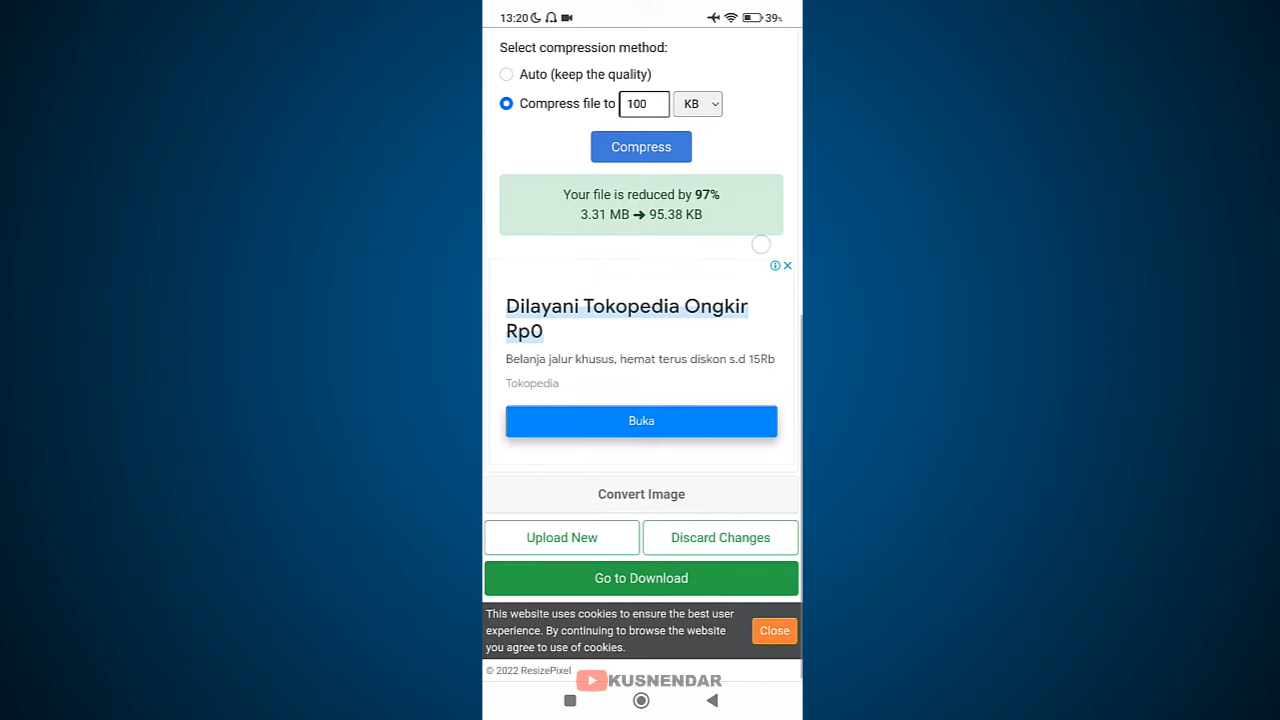 13:20
39%
Select compression method:
Auto (keep the quality)
Compress file to 100 KB
Compress
Your file is reduced by 97%
3.31 MB ➔ 95.38 KB
Dilayani Tokopedia Ongkir
Rp0
Belanja jalur khusus, hemat terus diskon s.d 15Rb
Tokopedia
Buka
Convert Image
Upload New
Discard Changes
Go to Download
This website uses cookies to ensure the best user
experience. By continuing to browse the website
you agree to use of cookies.
Close
© 2022 ResizePixel
KUSNENDAR